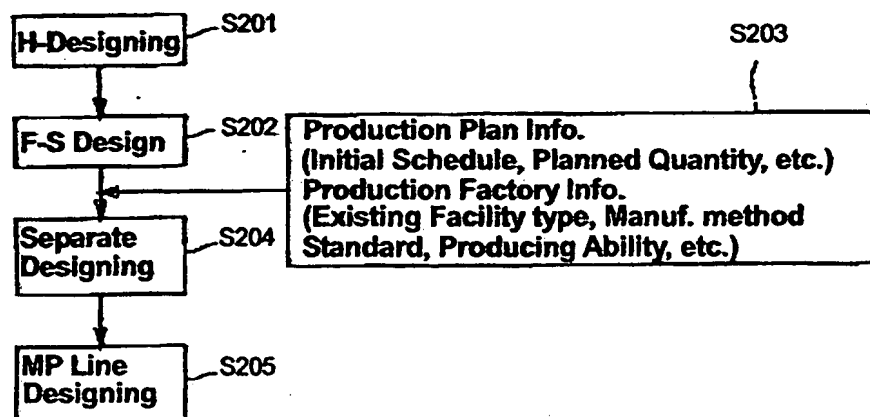 H-Designing
S201
F-S Design
S202
S203
Production Plan Info.
(Initial Schedule, Planned Quantity, etc.)
Production Factory Info.
(Existing Facility type, Manuf. method
Standard, Producing Ability, etc.)
Separate
Designing
S204
MP Line
Designing
S205